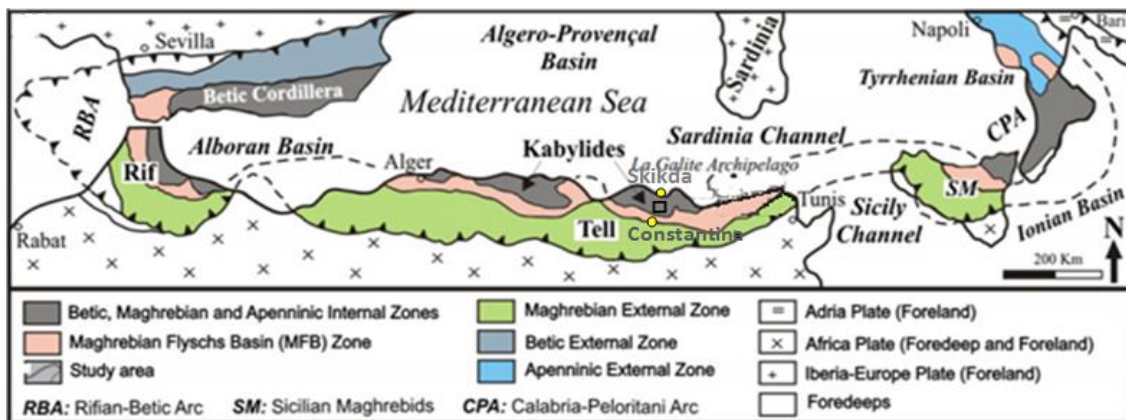 Sevilla
Betic Cordillera
RBA
Rif
Rabat
Alboran Basin
Alger
Algero-Provençal
Basin
Mediterranean Sea
Kabylides
Skikda
Constantine
Tell
Sardinia
Sardinia Channel
La Galite Archipelago
Tunis
Sicily
Channel
Napoli
Bari
Tyrrhenian Basin
CPA
SM
Ionian Basin
N
200 Km
Betic, Maghrebian and Apenninic Internal Zones
Maghrebian Flyschs Basin (MFB) Zone
Study area
Maghrebian External Zone
Betic External Zone
Apenninic External Zone
Adria Plate (Foreland)
Africa Plate (Foredeep and Foreland)
Iberia-Europe Plate (Foreland)
Foredeeps
RBA: Rifian-Betic Arc SM: Sicilian Maghrebids CPA: Calabria-Peloritani Arc